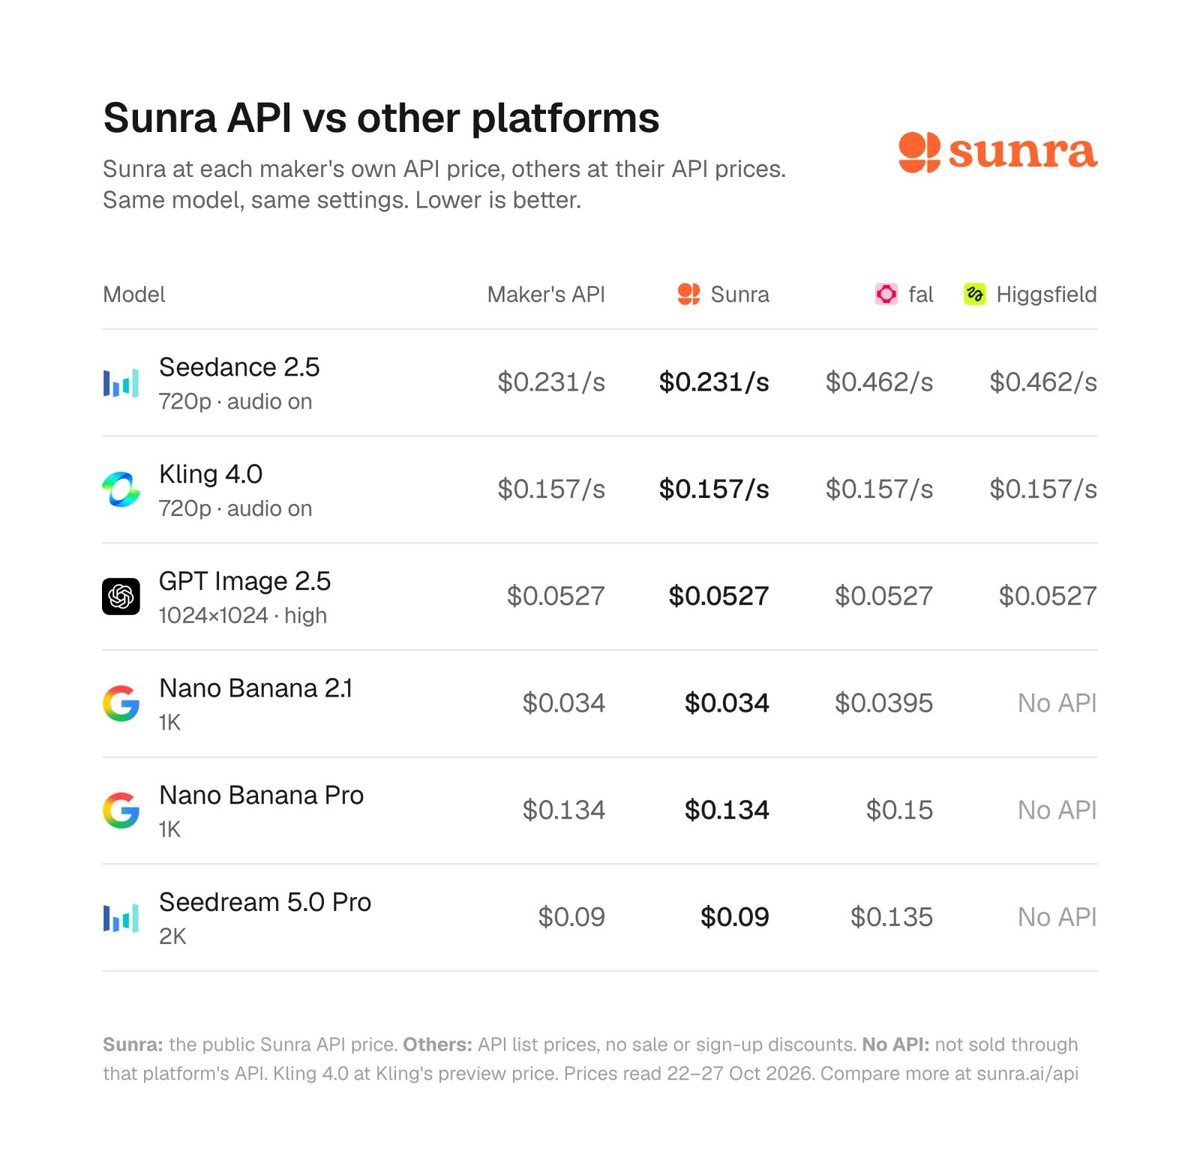 Sunra API vs other platforms
Sunra at each maker's own API price, others at their API prices.
Same model, same settings. Lower is better.
sunra
Model Maker's API Sunra fal Higgsfield
Seedance 2.5
720p · audio on
$0.231/s $0.231/s $0.462/s $0.462/s
Kling 4.0
720p · audio on
$0.157/s $0.157/s $0.157/s $0.157/s
GPT Image 2.5
1024×1024 · high
$0.0527 $0.0527 $0.0527 $0.0527
Nano Banana 2.1
1K
$0.034 $0.034 $0.0395 No API
Nano Banana Pro
1K
$0.134 $0.134 $0.15 No API
Seedream 5.0 Pro
2K
$0.09 $0.09 $0.135 No API
Sunra: the public Sunra API price. Others: API list prices, no sale or sign-up discounts. No API: not sold through
that platform's API. Kling 4.0 at Kling's preview price. Prices read 22–27 Oct 2026. Compare more at sunra.ai/api